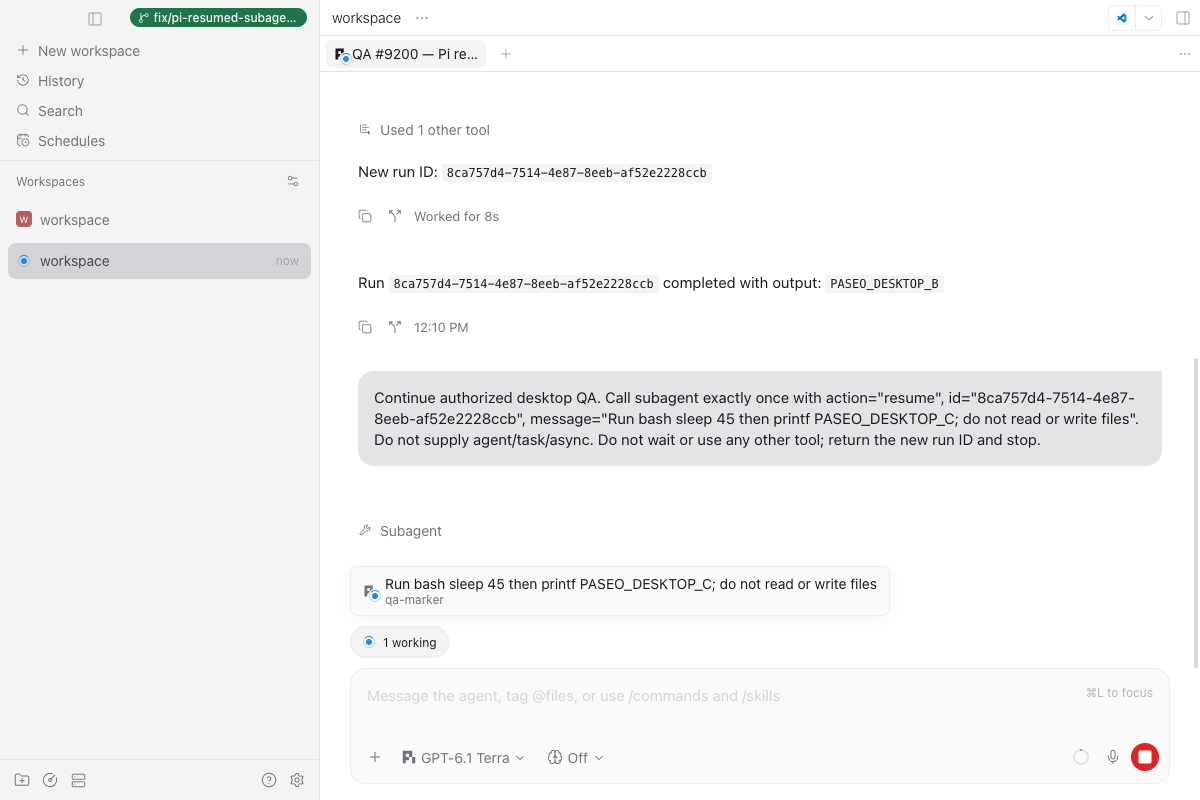 fix/pi-resumed-subage...
New workspace
History
Search
Schedules
Workspaces
W workspace
workspace now
workspace
QA #9200 — Pi re...
Used 1 other tool
New run ID: 8ca757d4-7514-4e87-8eeb-af52e2228ccb
Worked for 8s
Run 8ca757d4-7514-4e87-8eeb-af52e2228ccb completed with output: PASEO_DESKTOP_B
12:10 PM
Continue authorized desktop QA. Call subagent exactly once with action="resume", id="8ca757d4-7514-4e87-
8eeb-af52e2228ccb", message="Run bash sleep 45 then printf PASEO_DESKTOP_C; do not read or write files".
Do not supply agent/task/async. Do not wait or use any other tool; return the new run ID and stop.
Subagent
Run bash sleep 45 then printf PASEO_DESKTOP_C; do not read or write files
qa-marker
1 working
Message the agent, tag @files, or use /commands and /skills
⌘L to focus
GPT-6.1 Terra
Off